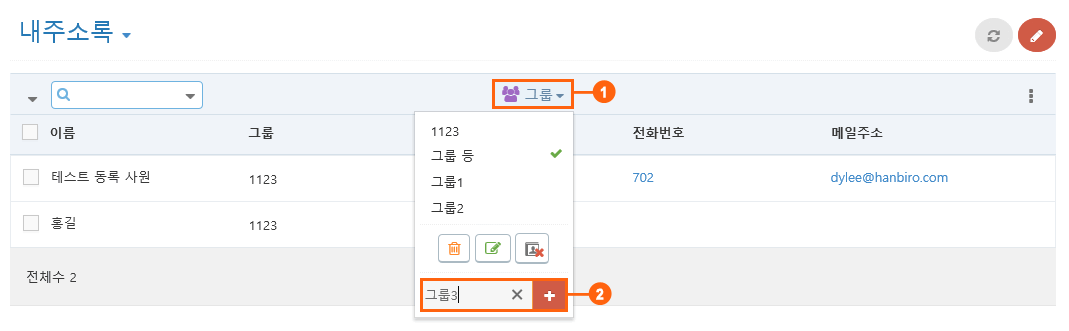 내주소록
그룹
1
이름 그룹 전화번호 메일주소
1123
그룹 등
그룹1
그룹2
테스트 동록 사원 1123 702 dylee@hanbiro.com
홍길 1123
그룹3
2
전체수 2